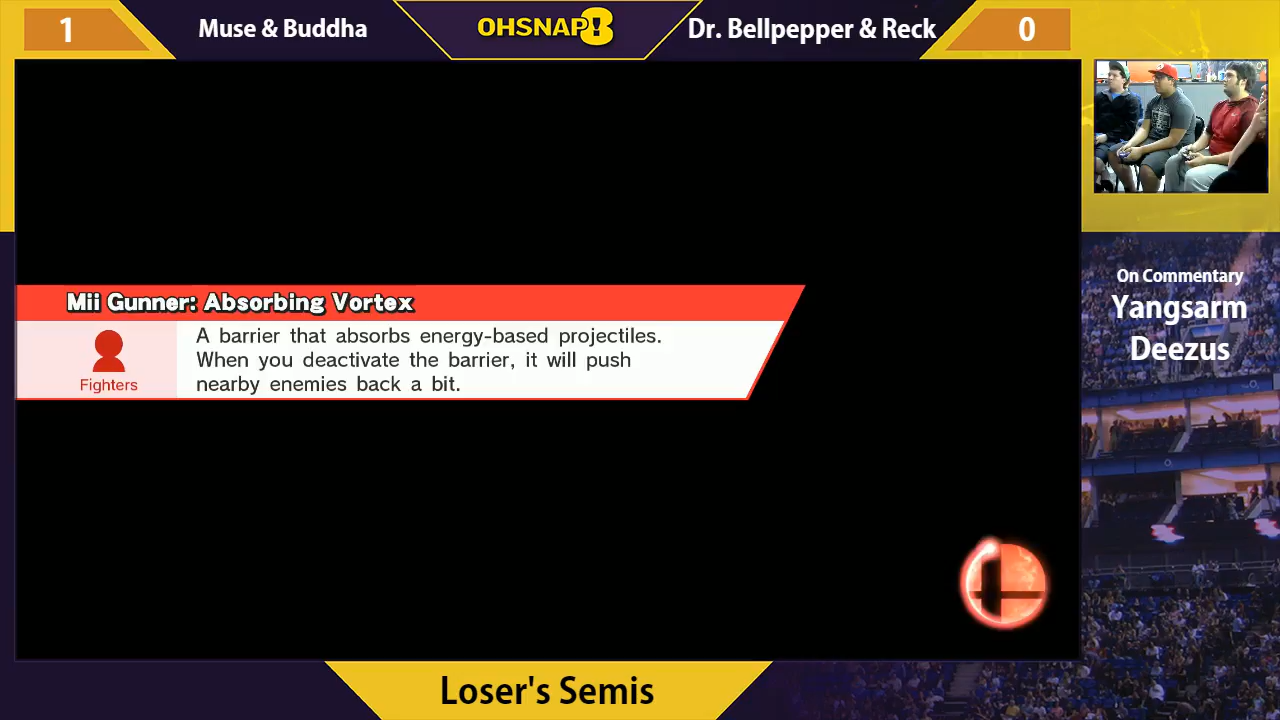 1
Muse & Buddha
OHSNAP!8
Dr. Bellpepper & Reck
0
Mii Gunner: Absorbing Vortex
A barrier that absorbs energy-based projectiles.
When you deactivate the barrier, it will push
nearby enemies back a bit.
Fighters
On Commentary
Yangsarm
Deezus
Loser's Semis